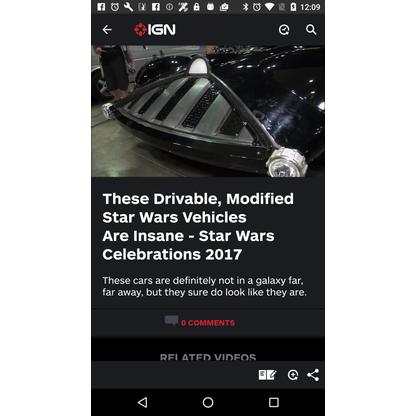 12:09
IGN
These Drivable, Modified
Star Wars Vehicles
Are Insane - Star Wars
Celebrations 2017
These cars are definitely not in a galaxy far,
far away, but they sure do look like they are.
0 COMMENTS
RELATED VIDEOS